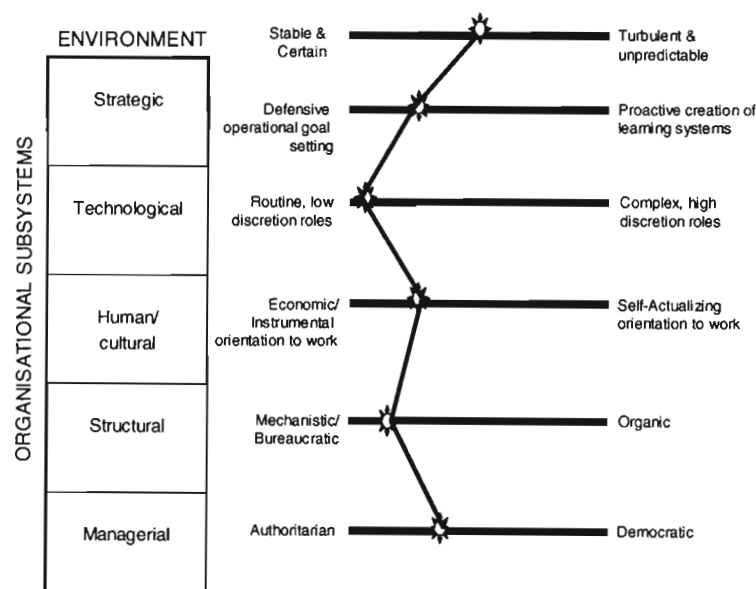 ENVIRONMENT
Stable &
Certain
Turbulent &
unpredictable
ORGANISATIONAL SUBSYSTEMS
Strategic
Defensive
operational goal
setting
Proactive creation of
learning systems
Technological
Routine, low
discretion roles
Complex, high
discretion roles
Human/
cultural
Economic/
Instrumental
orientation to work
Self-Actualizing
orientation to work
Structural
Mechanistic/
Bureaucratic
Organic
Managerial
Authoritarian
Democratic